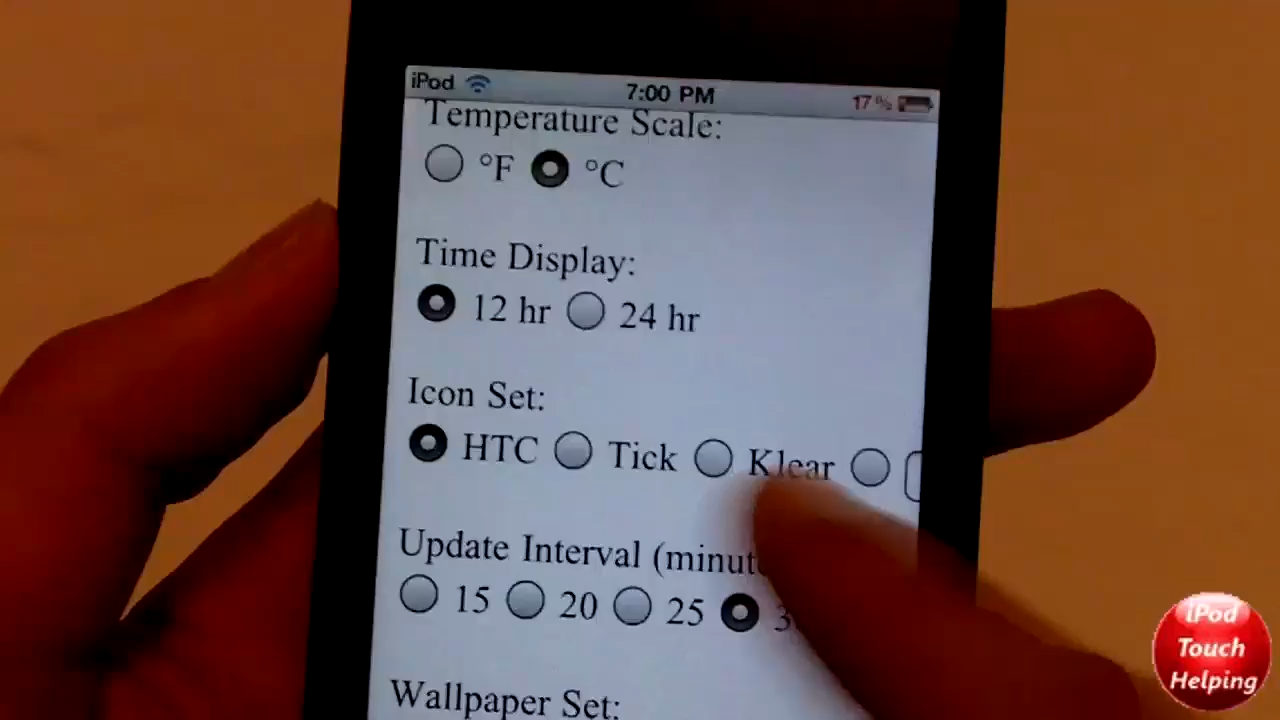 iPod 7:00 PM 17%
Temperature Scale:
°F °C
Time Display:
12 hr 24 hr
Icon Set:
HTC Tick Klear
Update Interval
15 20 25
Wallpaper Set:
iPod
Touch
Helping